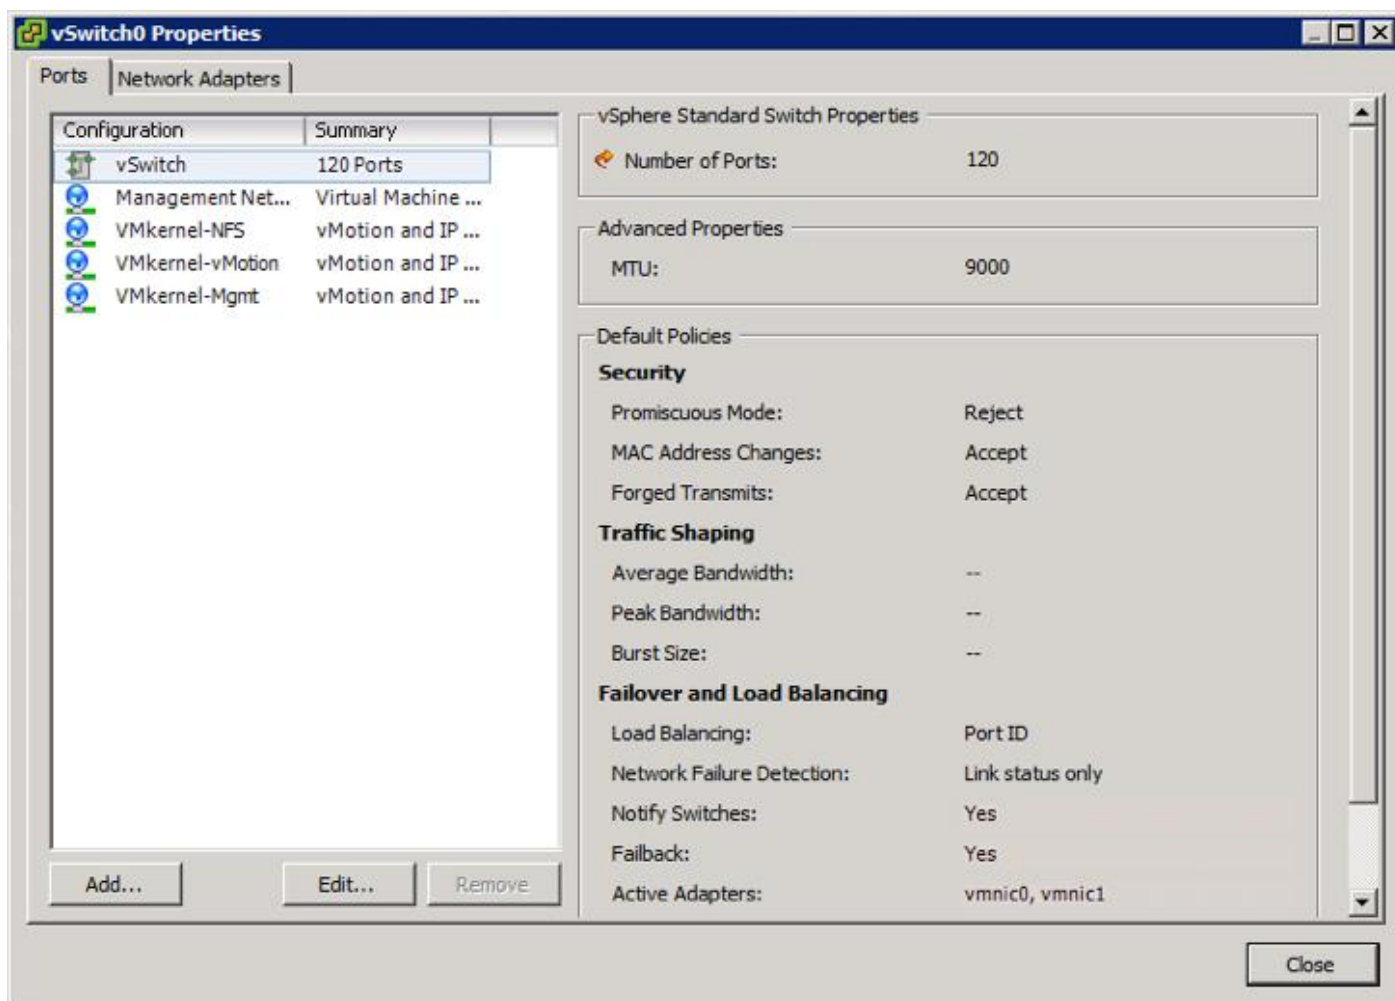 vSwitch0 Properties
Ports Network Adapters
Configuration Summary
vSwitch 120 Ports
Management Net... Virtual Machine ...
VMkernel-NFS vMotion and IP ...
VMkernel-vMotion vMotion and IP ...
VMkernel-Mgmt vMotion and IP ...
Add... Edit... Remove
vSphere Standard Switch Properties
Number of Ports: 120
Advanced Properties
MTU: 9000
Default Policies
Security
Promiscuous Mode: Reject
MAC Address Changes: Accept
Forged Transmits: Accept
Traffic Shaping
Average Bandwidth: --
Peak Bandwidth: --
Burst Size: --
Failover and Load Balancing
Load Balancing: Port ID
Network Failure Detection: Link status only
Notify Switches: Yes
Failback: Yes
Active Adapters: vmnic0, vmnic1
Close